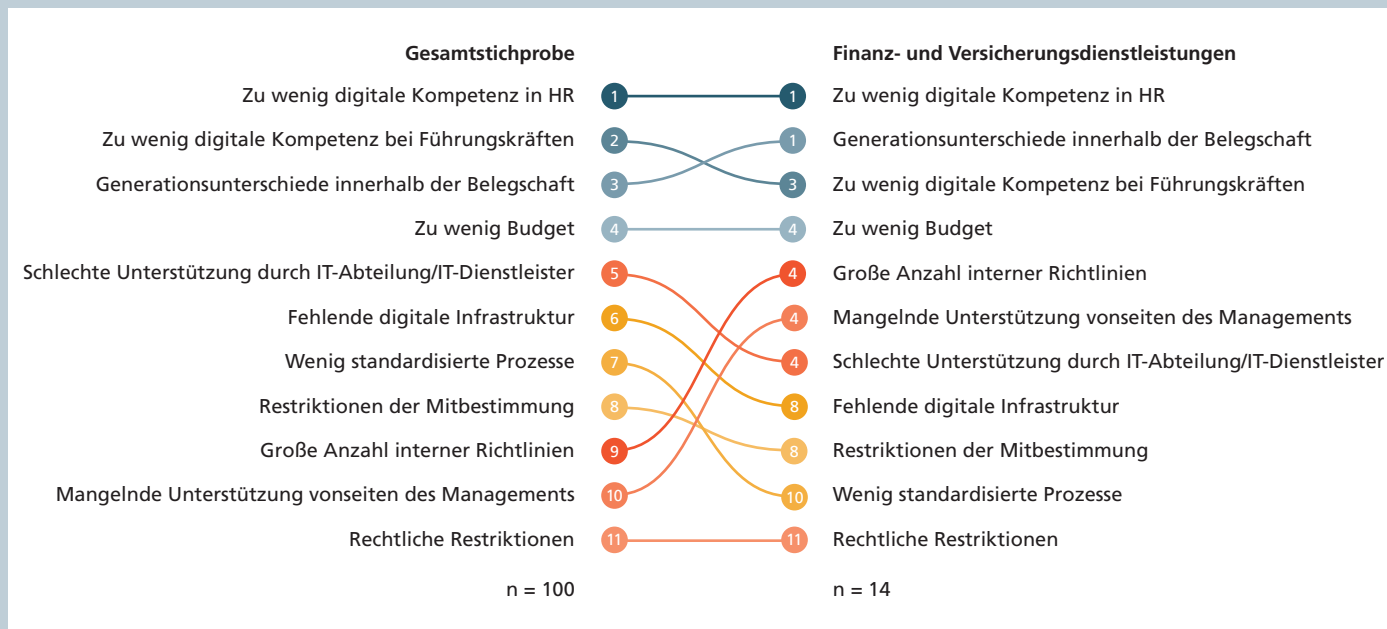 Gesamtstichprobe Finanz- und Versicherungsdienstleistungen
Zu wenig digitale Kompetenz in HR 1 1 Zu wenig digitale Kompetenz in HR
Zu wenig digitale Kompetenz bei Führungskräften 2 1 Generationsunterschiede innerhalb der Belegschaft
Generationsunterschiede innerhalb der Belegschaft 3 3 Zu wenig digitale Kompetenz bei Führungskräften
Zu wenig Budget 4 4 Zu wenig Budget
Schlechte Unterstützung durch IT-Abteilung/IT-Dienstleister 5 4 Große Anzahl interner Richtlinien
Fehlende digitale Infrastruktur 6 4 Mangelnde Unterstützung vonseiten des Managements
Wenig standardisierte Prozesse 7 4 Schlechte Unterstützung durch IT-Abteilung/IT-Dienstleister
Restriktionen der Mitbestimmung 8 8 Fehlende digitale Infrastruktur
Große Anzahl interner Richtlinien 9 8 Restriktionen der Mitbestimmung
Mangelnde Unterstützung vonseiten des Managements 10 10 Wenig standardisierte Prozesse
Rechtliche Restriktionen 11 11 Rechtliche Restriktionen
n = 100 n = 14